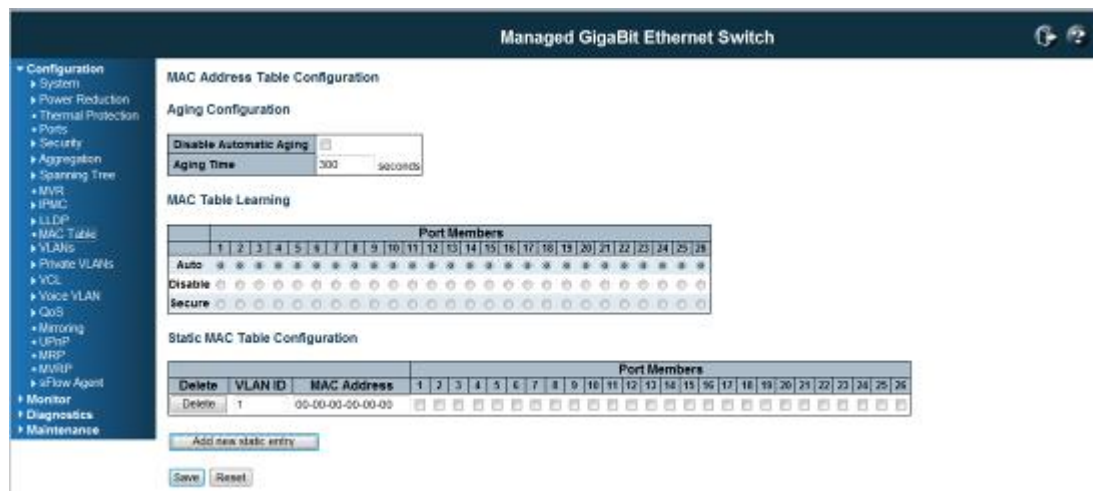 Managed GigaBit Ethernet Switch
Configuration
System
Power Reduction
Thermal Protection
Ports
Security
Aggregation
Spanning Tree
MVR
IPMC
LLDP
MAC Table
VLANs
Private VLANs
VCL
Voice VLAN
QoS
Mirroring
UPnP
MRP
MVRP
sFlow Agent
Monitor
Diagnostics
Maintenance
MAC Address Table Configuration
Aging Configuration
Disable Automatic Aging
Aging Time 300 seconds
MAC Table Learning
Port Members
1 2 3 4 5 6 7 8 9 10 11 12 13 14 15 16 17 18 19 20 21 22 23 24 25 26
Auto
Disable
Secure
Static MAC Table Configuration
Port Members
Delete VLAN ID MAC Address 1 2 3 4 5 6 7 8 9 10 11 12 13 14 15 16 17 18 19 20 21 22 23 24 25 26
Delete 1 00-00-00-00-00-00
Add new static entry
Save Reset